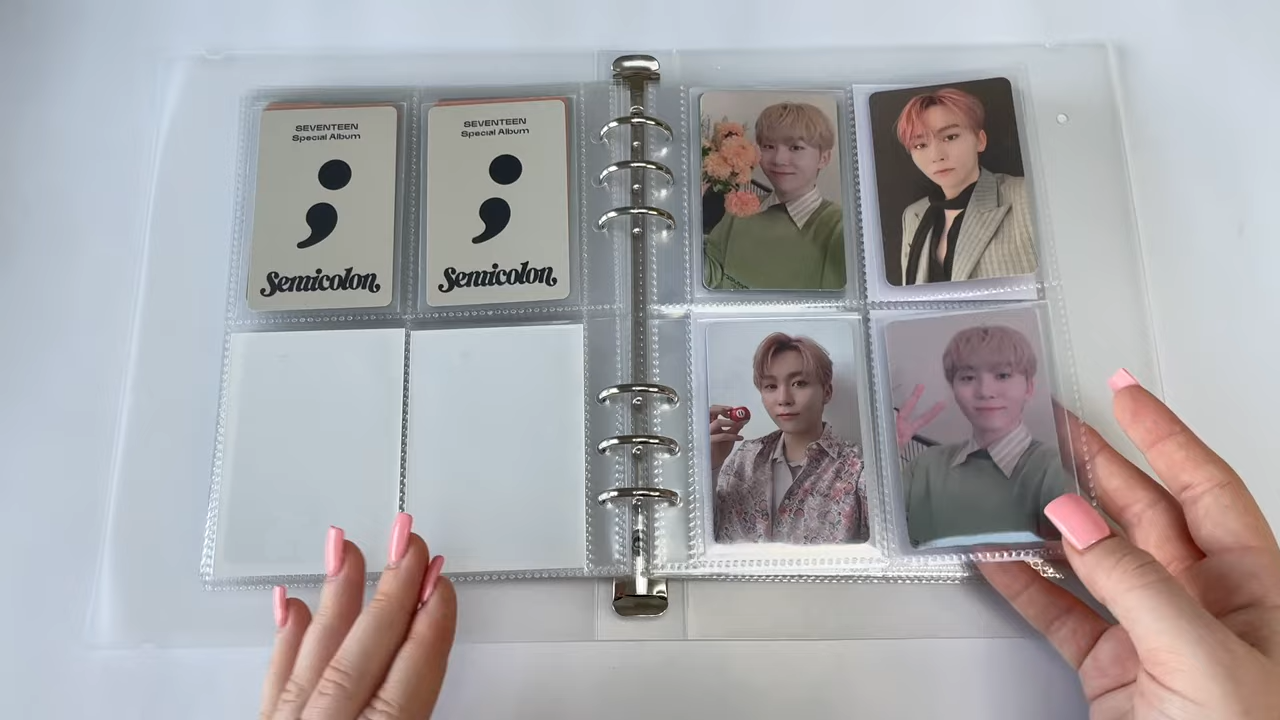 SEVENTEEN
Special Album
;
Semicolon
SEVENTEEN
Special Album
;
Semicolon